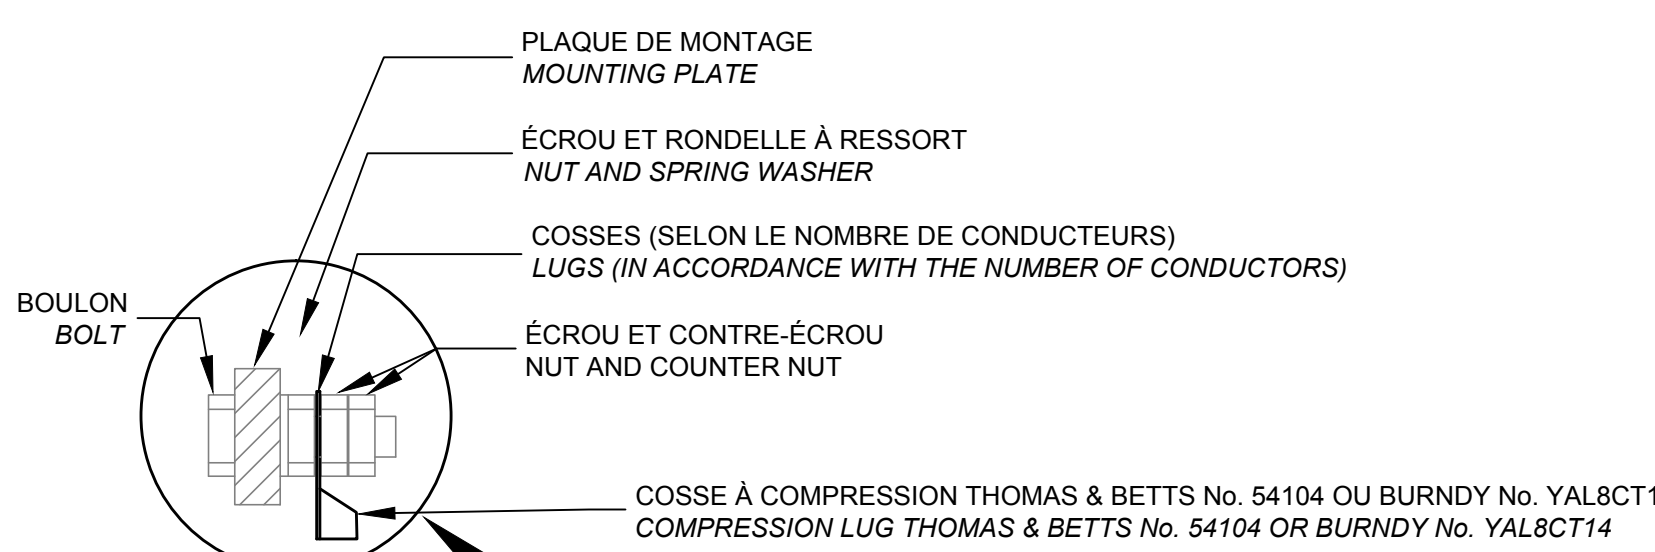 PLAQUE DE MONTAGE
MOUNTING PLATE
ÉCROU ET RONDELLE À RESSORT
NUT AND SPRING WASHER
COSSES (SELON LE NOMBRE DE CONDUCTEURS)
LUGS (IN ACCORDANCE WITH THE NUMBER OF CONDUCTORS)
BOULON
BOLT
ÉCROU ET CONTRE-ÉCROU
NUT AND COUNTER NUT
COSSE À COMPRESSION THOMAS & BETTS No. 54104 OU BURNDY No. YAL8CT1
COMPRESSION LUG THOMAS & BETTS No. 54104 OR BURNDY No. YAL8CT14